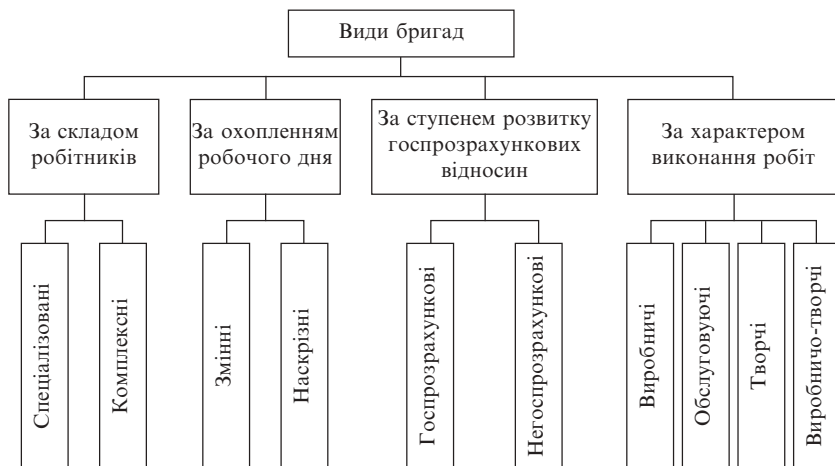 Види бригад
За складом
робітників
За охопленням
робочого дня
За ступенем розвитку
госпрозрахункових
відносин
За характером
виконання робіт
Спеціалізовані
Комплексні
Змінні
Наскрізні
Госпрозрахункові
Негоспрозрахункові
Виробничі
Обслуговуючі
Творчі
Виробничо-творчі